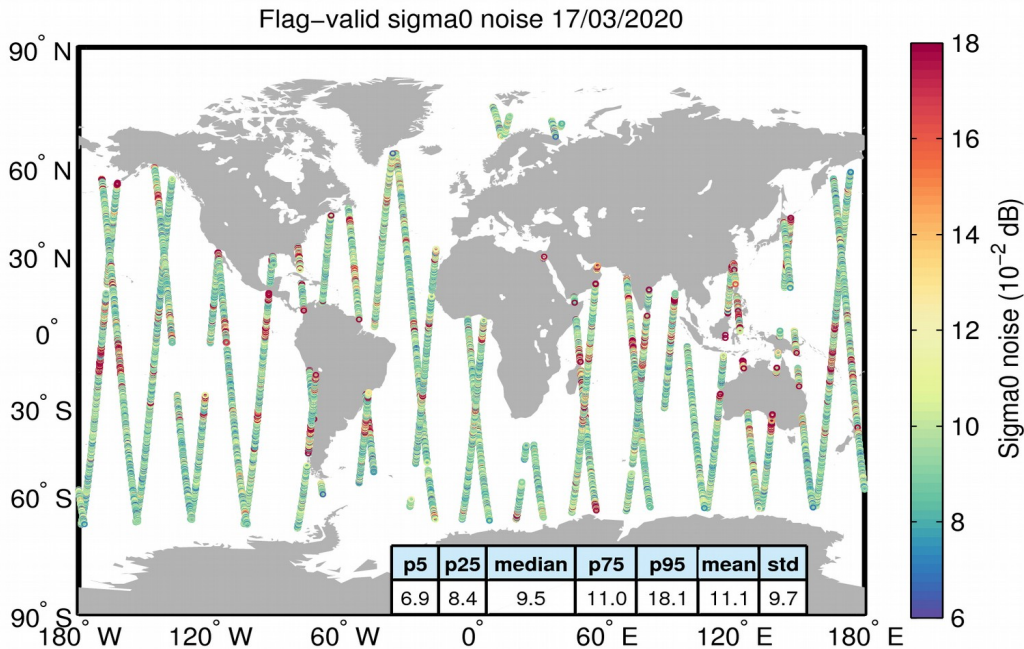 Flag−valid sigma0 noise 17/03/2020
90° N
60° N
30° N
0°
30° S
60° S
90° S
180° W 120° W 60° W 0° 60° E 120° E 180° E
p5 p25 median p75 p95 mean std
6.9 8.4 9.5 11.0 18.1 11.1 9.7
18
16
14
12
10
8
6
Sigma0 noise (10⁻² dB)